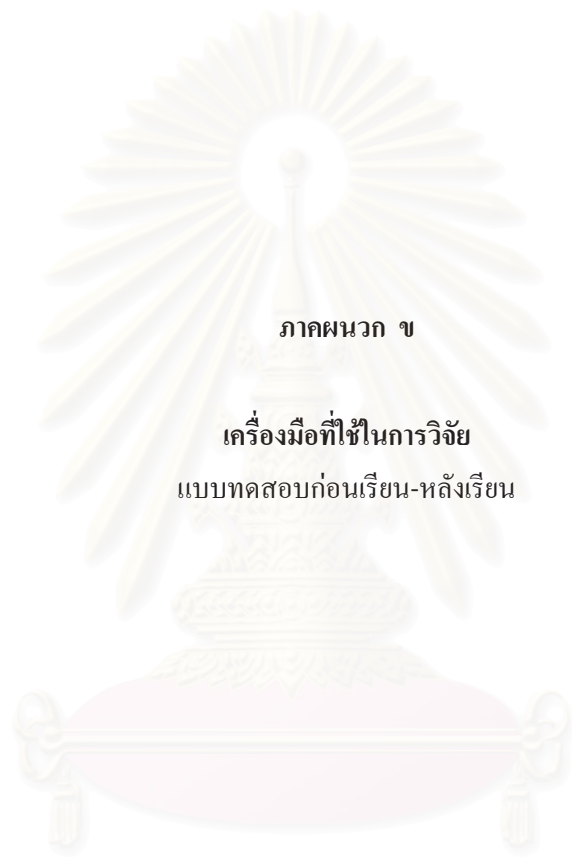 ภาคผนวก ข
เครื่องมือที่ใช้ในการวิจัย
แบบทดสอบก่อนเรียน-หลังเรียน